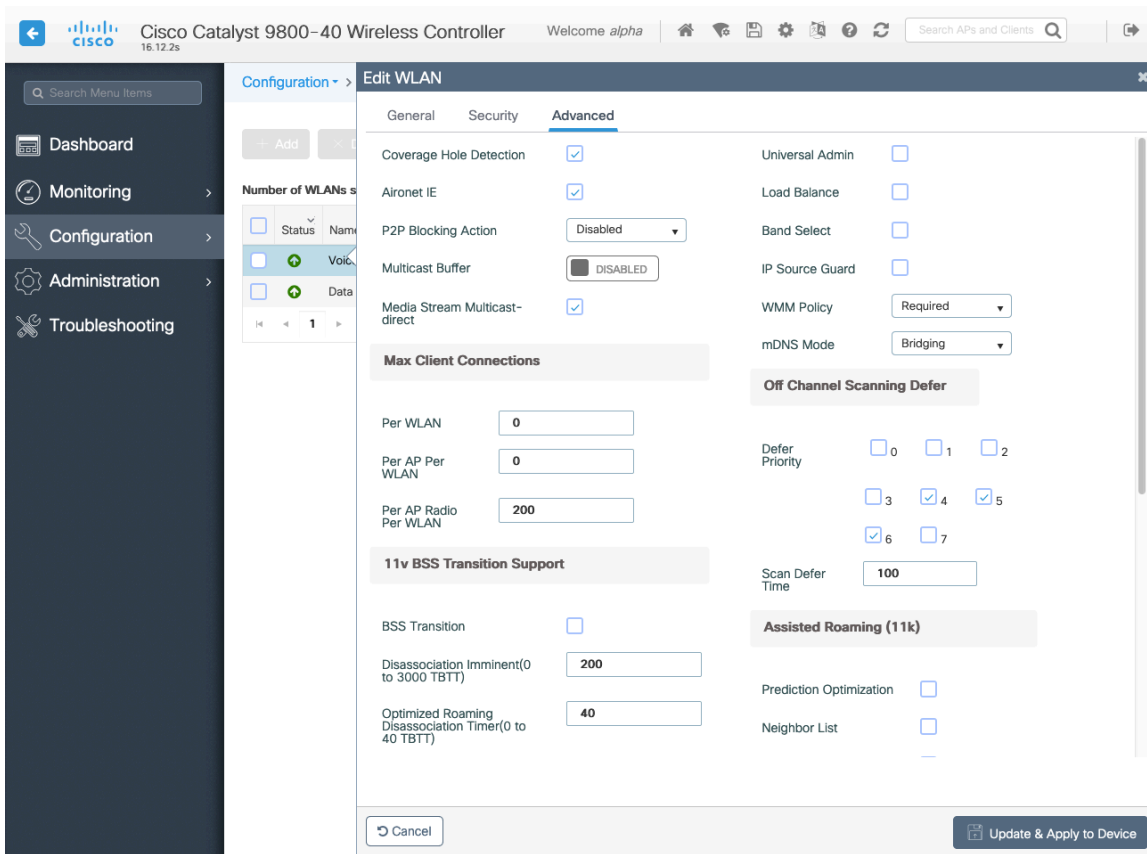 CISCO
Cisco Catalyst 9800-40 Wireless Controller
16.12.2s
Welcome alpha
Search APs and Clients
Search Menu Items
Dashboard
Monitoring
Configuration
Administration
Troubleshooting
Configuration
Add
Number of WLANs s
Status
Data
1
Edit WLAN
General
Security
Advanced
Coverage Hole Detection
Aironet IE
P2P Blocking Action
Disabled
Multicast Buffer
DISABLED
Media Stream Multicast-
direct
Max Client Connections
Per WLAN
0
Per AP Per
WLAN
0
Per AP Radio
Per WLAN
200
11v BSS Transition Support
BSS Transition
Disassociation Imminent(0
to 3000 TBTT)
200
Optimized Roaming
Disassociation Timer(0 to
40 TBTT)
40
Universal Admin
Load Balance
Band Select
IP Source Guard
WMM Policy
Required
mDNS Mode
Bridging
Off Channel Scanning Defer
Defer
Priority
0 1 2
3 4 5
6 7
Scan Defer
Time
100
Assisted Roaming (11k)
Prediction Optimization
Neighbor List
Cancel
Update & Apply to Device